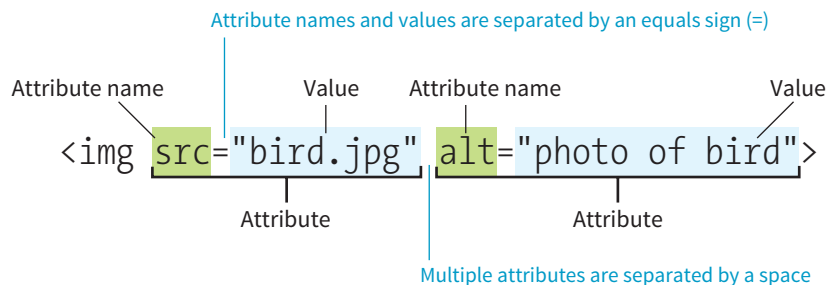 Attribute names and values are separated by an equals sign (=)
Attribute name Value Attribute name Value
<img src="bird.jpg" alt="photo of bird">
Attribute Attribute
Multiple attributes are separated by a space